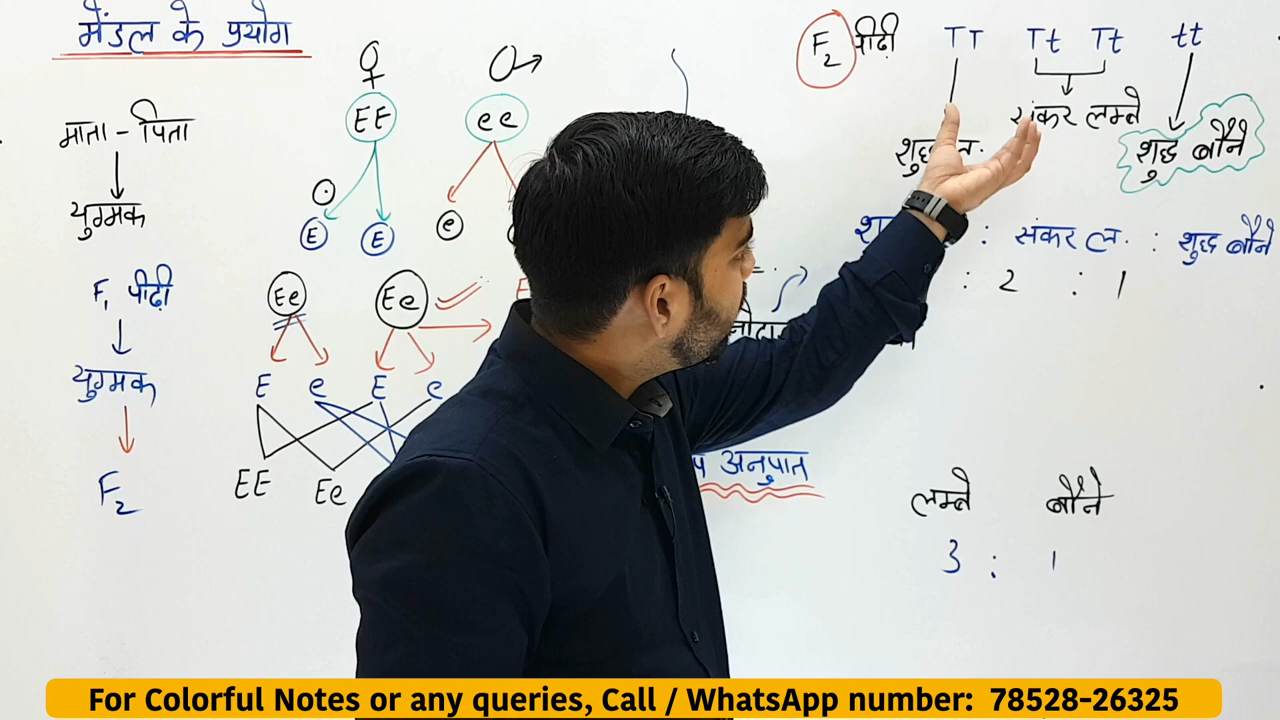 मेंडल के प्रयोग
माता - पिता
युग्मक
F₁ पीढ़ी
युग्मक
F₂
♀
EE ee
E E e
Ee Ee
E e E e
EE Ee
F₂ पीढ़ी TT Tt Tt tt
संकर लम्बे
शुद्ध बौने
: संकर ल. : शुद्ध बौने
: 2 : 1
अनुपात
लम्बे बौने
3 : 1
For Colorful Notes or any queries, Call / WhatsApp number: 78528-26325